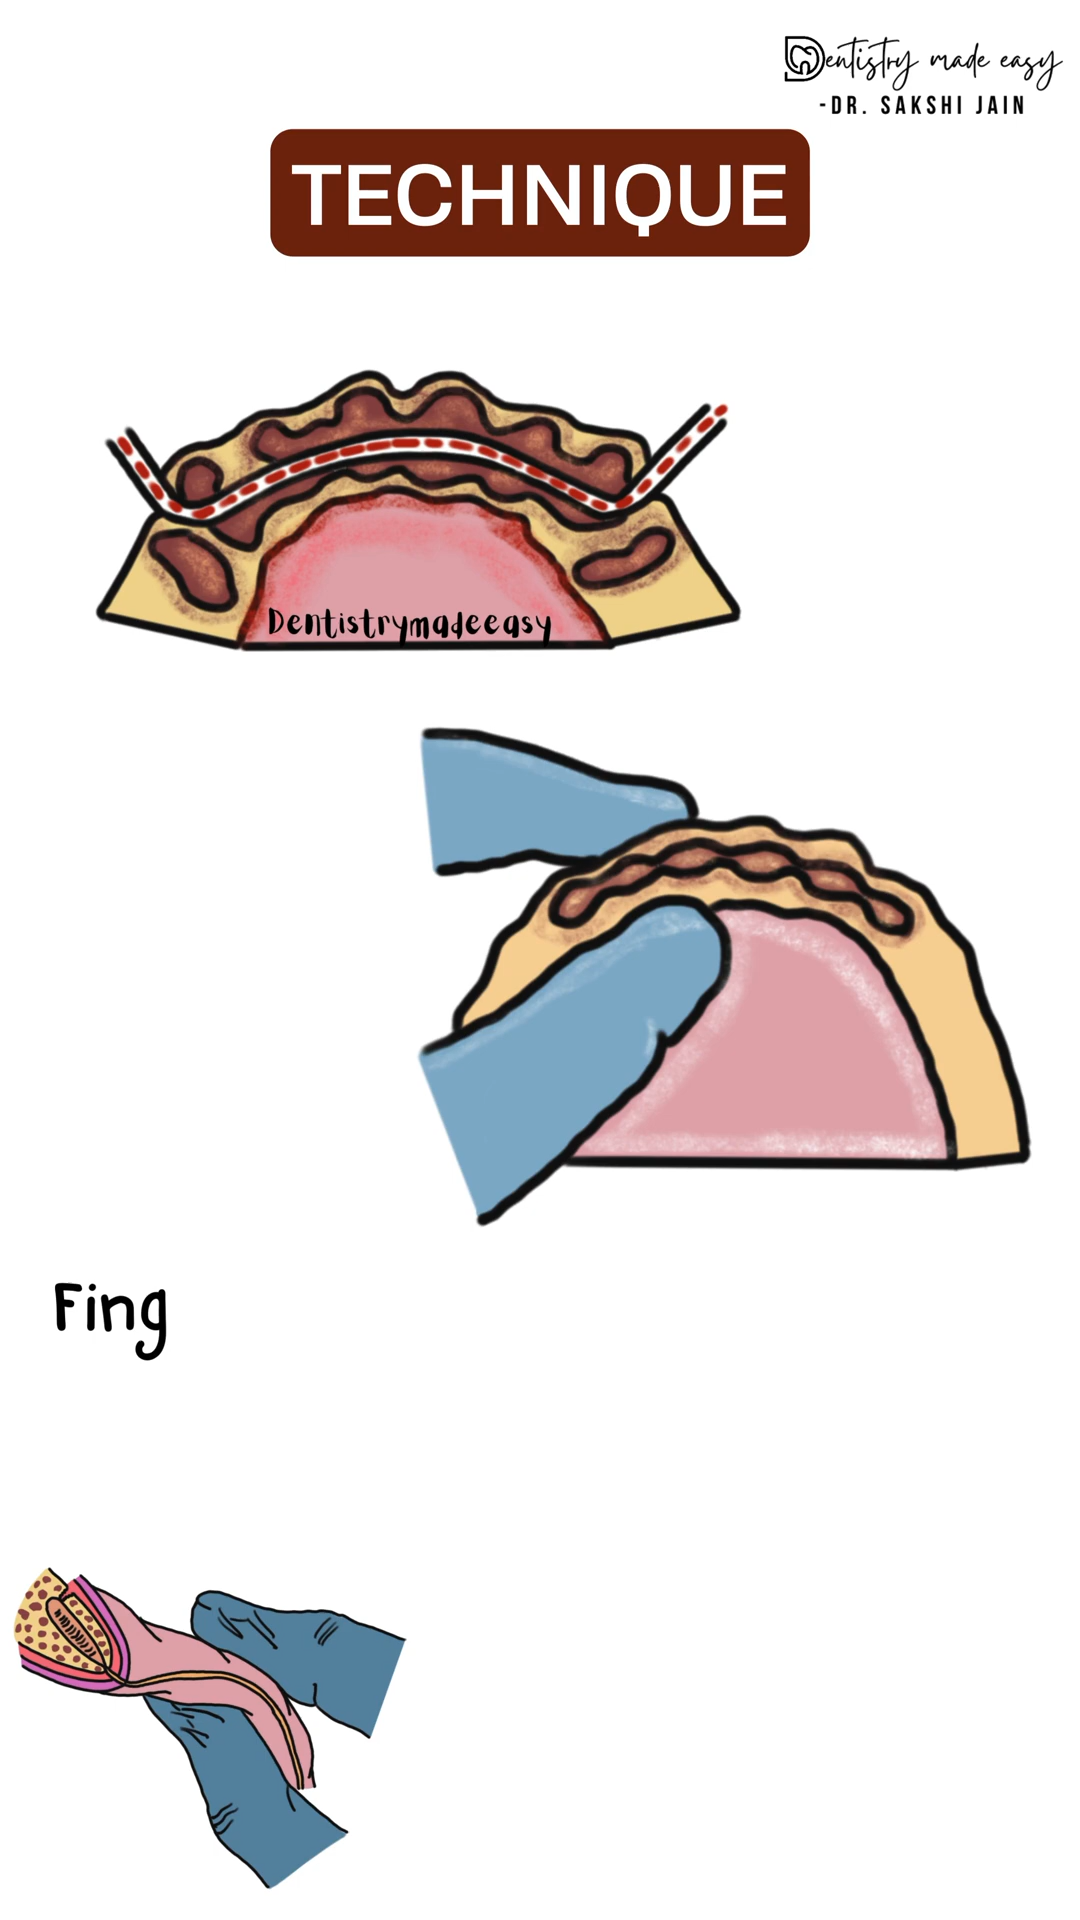 Dentistry made easy
-DR. SAKSHI JAIN
TECHNIQUE
Dentistrymadeeasy
Fing